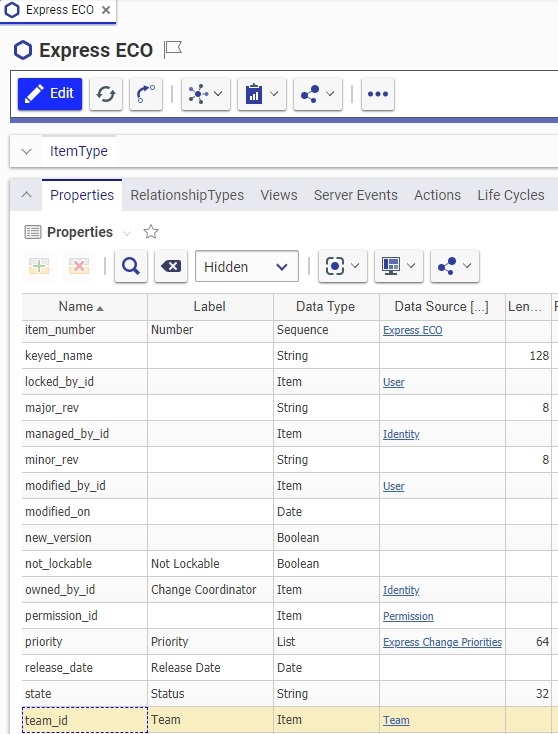 Express ECO ×
Express ECO
Edit
ItemType
Properties RelationshipTypes Views Server Events Actions Life Cycles
Properties
Hidden
Name Label Data Type Data Source [...] Len...
item_number Number Sequence Express ECO
keyed_name String 128
locked_by_id Item User
major_rev String 8
managed_by_id Item Identity
minor_rev String 8
modified_by_id Item User
modified_on Date
new_version Boolean
not_lockable Not Lockable Boolean
owned_by_id Change Coordinator Item Identity
permission_id Item Permission
priority Priority List Express Change Priorities 64
release_date Release Date Date
state Status String 32
team_id Team Item Team